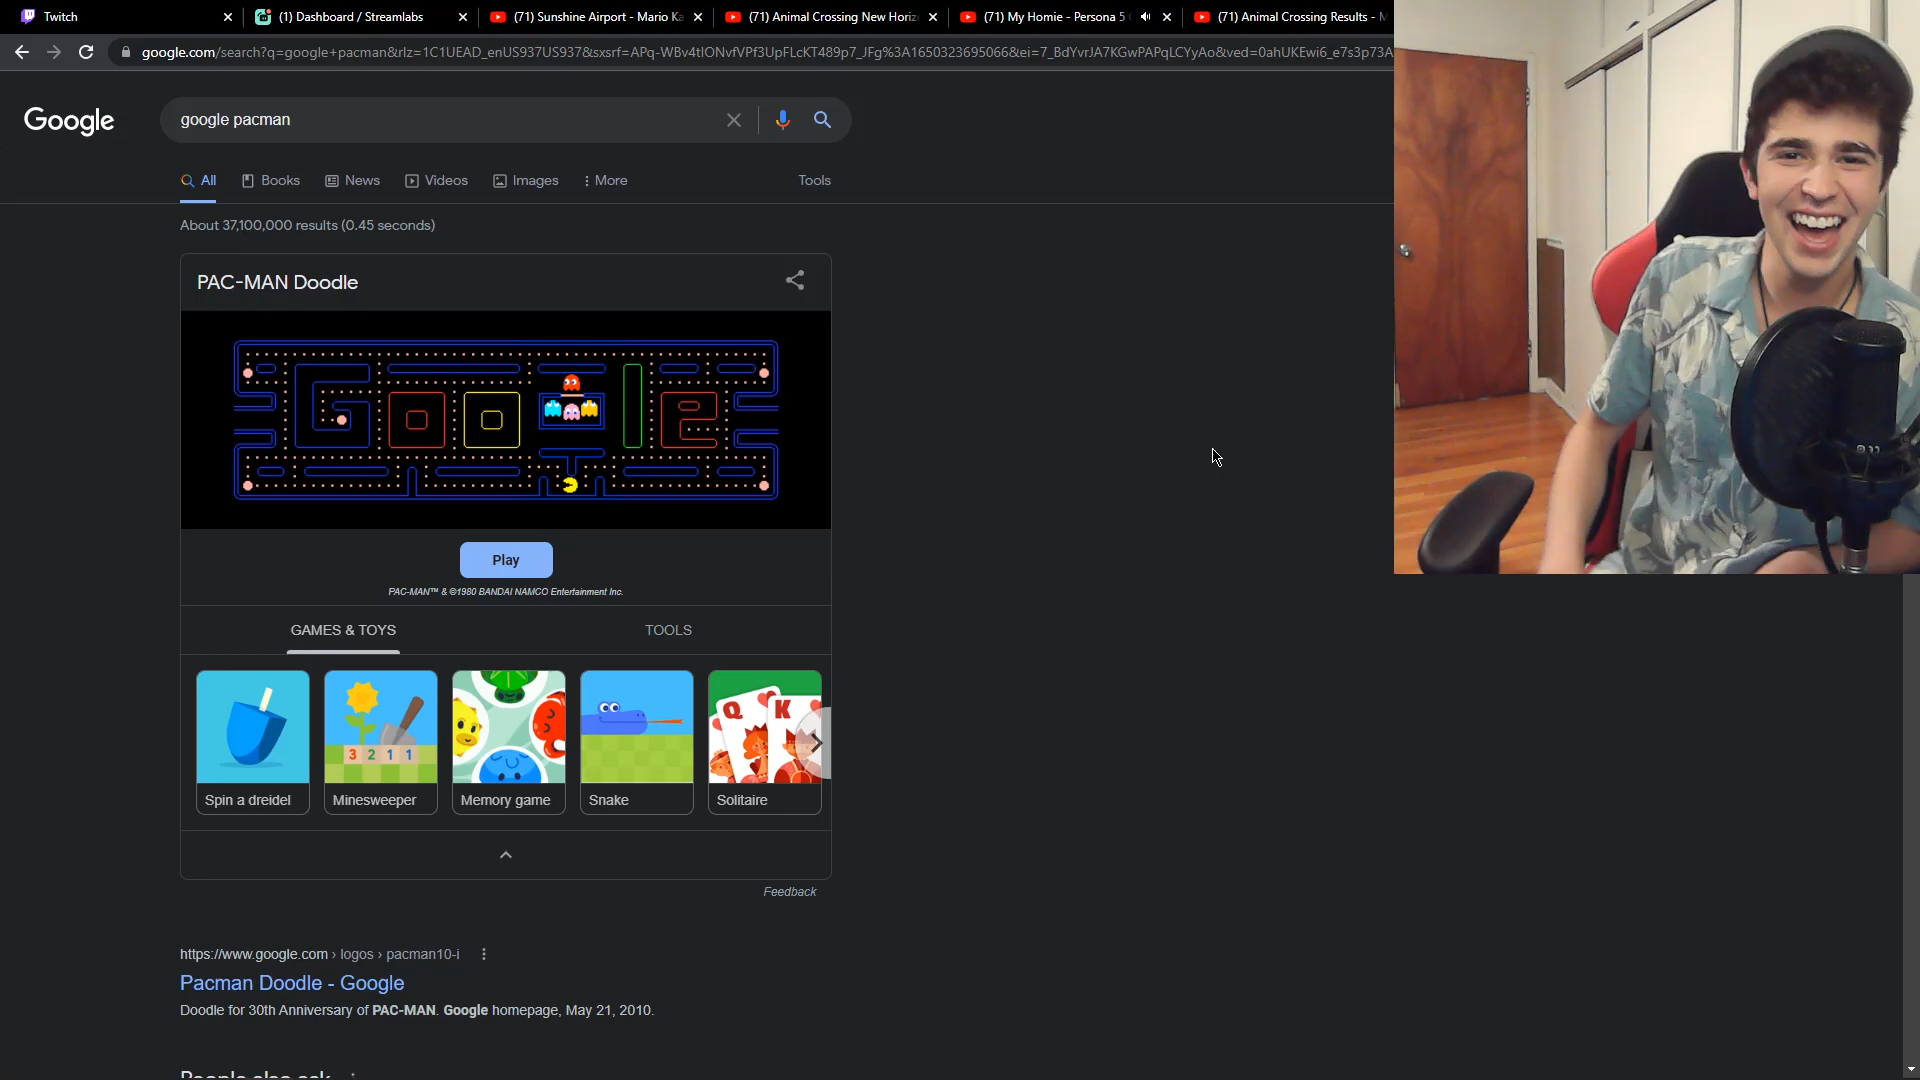 Twitch
(1) Dashboard / Streamlabs
(71) Sunshine Airport - Mario Ka
(71) Animal Crossing New Horiz
(71) My Homie - Persona 5
(71) Animal Crossing Results - M
google.com/search?q=google+pacman&rlz=1C1UEAD_enUS937US937&sxsrf=APq-WBv4tIONvfVPf3UpFLcKT489p7_JFg%3A1650323695066&ei=7_BdYvrJA7KGwPAPqLCYyAo&ved=0ahUKEwi6_e7s3p73A
Google
google pacman
All
Books
News
Videos
Images
More
Tools
About 37,100,000 results (0.45 seconds)
PAC-MAN Doodle
Play
PAC-MAN™ & ©1980 BANDAI NAMCO Entertainment Inc.
GAMES & TOYS
TOOLS
3 2 1 1
Q K
Spin a dreidel
Minesweeper
Memory game
Snake
Solitaire
Feedback
https://www.google.com › logos › pacman10-i
Pacman Doodle - Google
Doodle for 30th Anniversary of PAC-MAN. Google homepage, May 21, 2010.
People also ask